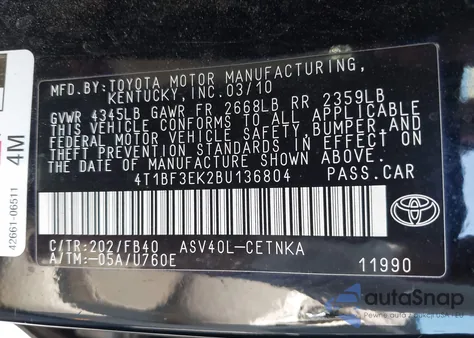 MFD.BY:TOYOTA MOTOR MANUFACTURING,
KENTUCKY, INC.03/10
GVWR 4345LB GAWR FR 2668LB RR 2359LB
THIS VEHICLE CONFORMS TO ALL APPLICABLE
FEDERAL MOTOR VEHICLE SAFETY,
BUMPER, AND THEFT PREVENTION
STANDARDS IN EFFECT ON
THE DATE OF MANUFACTURE SHOWN ABOVE.
4T1BF3EK2BU136804 PASS.CAR
C/TR:202/FB40 ASV40L-CETNKA
A/TM:-05A/U760E
11990
TOYOTA
42661-06511
4M
autoSnap